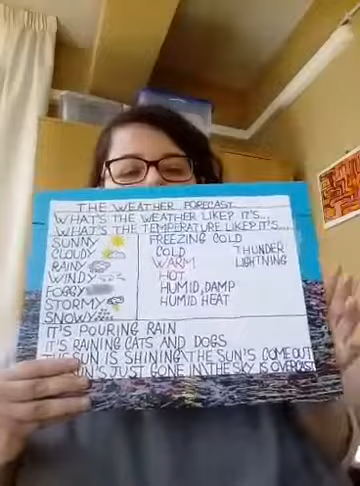 THE WEATHER FORECAST
WHAT'S THE WEATHER LIKE? IT'S...
WHAT'S THE TEMPERATURE LIKE? IT'S...
SUNNY
CLOUDY
RAINY
WINDY
FOGGY
STORMY
SNOWY
FREEZING COLD
COLD
WARM
HOT
HUMID, DAMP
HUMID HEAT
THUNDER
LIGHTNING
IT'S POURING RAIN
IT'S RAINING CATS AND DOGS
THE SUN IS SHINING THE SUN'S COME OUT
SUN'S JUST GONE IN THE SKY IS OVERCAST